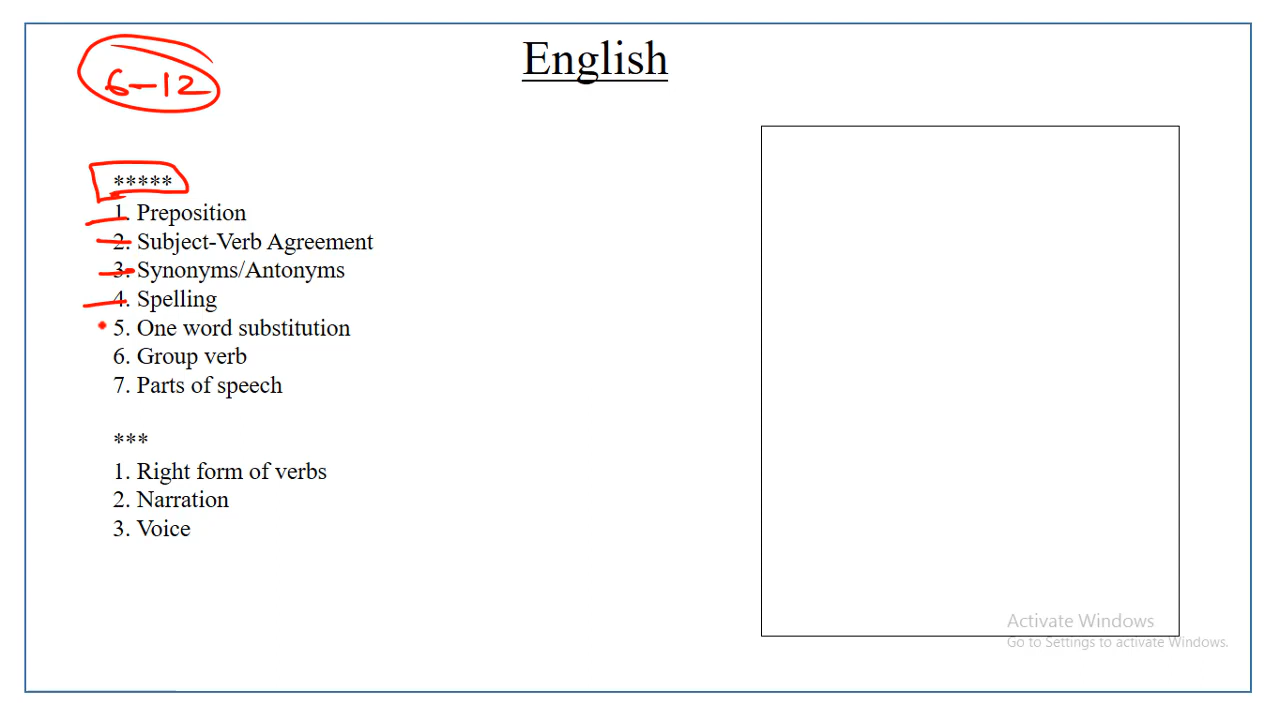 English
6-12
*****
1. Preposition
2. Subject-Verb Agreement
3. Synonyms/Antonyms
4. Spelling
5. One word substitution
6. Group verb
7. Parts of speech
***
1. Right form of verbs
2. Narration
3. Voice
Activate Windows
Go to Settings to activate Windows.